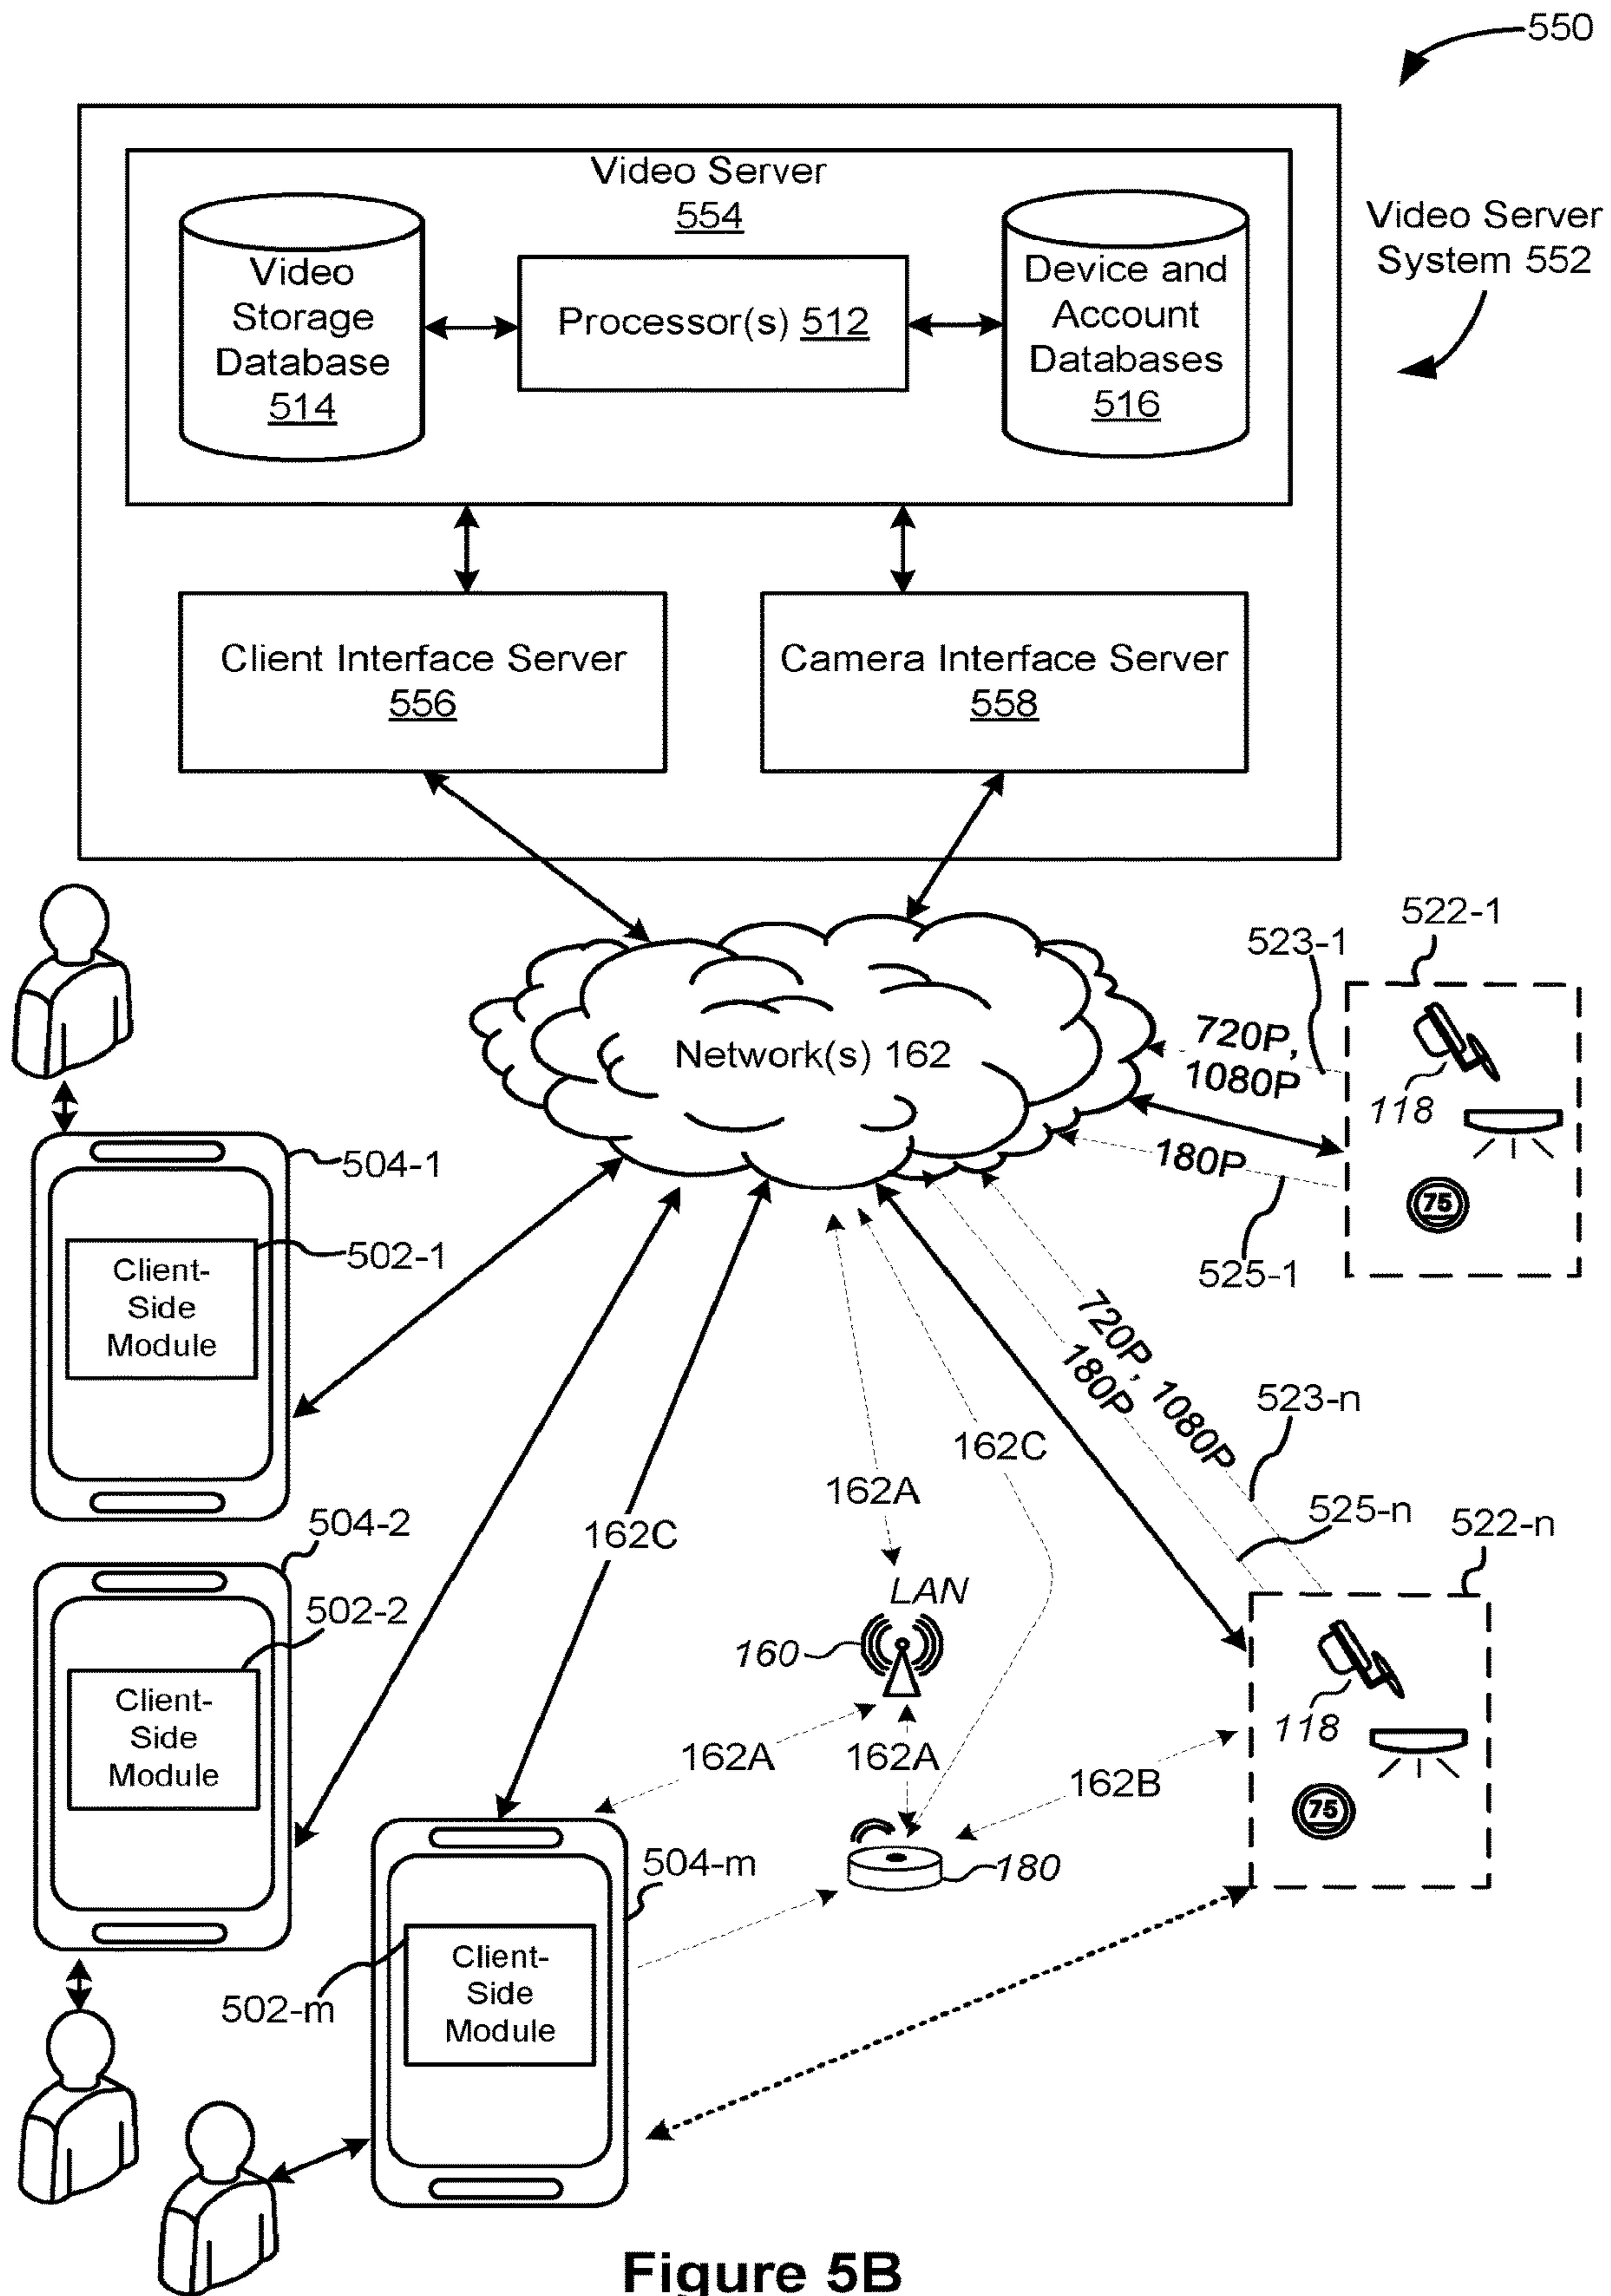 550
Video Server
554
Video Server
System 552
Video
Storage
Database
514
Processor(s) 512
Device and
Account
Databases
516
Client Interface Server
556
Camera Interface Server
558
522-1
523-1
720P,
1080P
118
Network(s) 162
180P
75
525-1
504-1
502-1
Client-
Side
Module
720P, 1080P
180P
523-n
162C
162A
525-n
522-n
162C
504-2
LAN
502-2
160
118
Client-
Side
Module
162A
162A
162B
75
504-m
180
Client-
Side
Module
502-m
Figure 5B